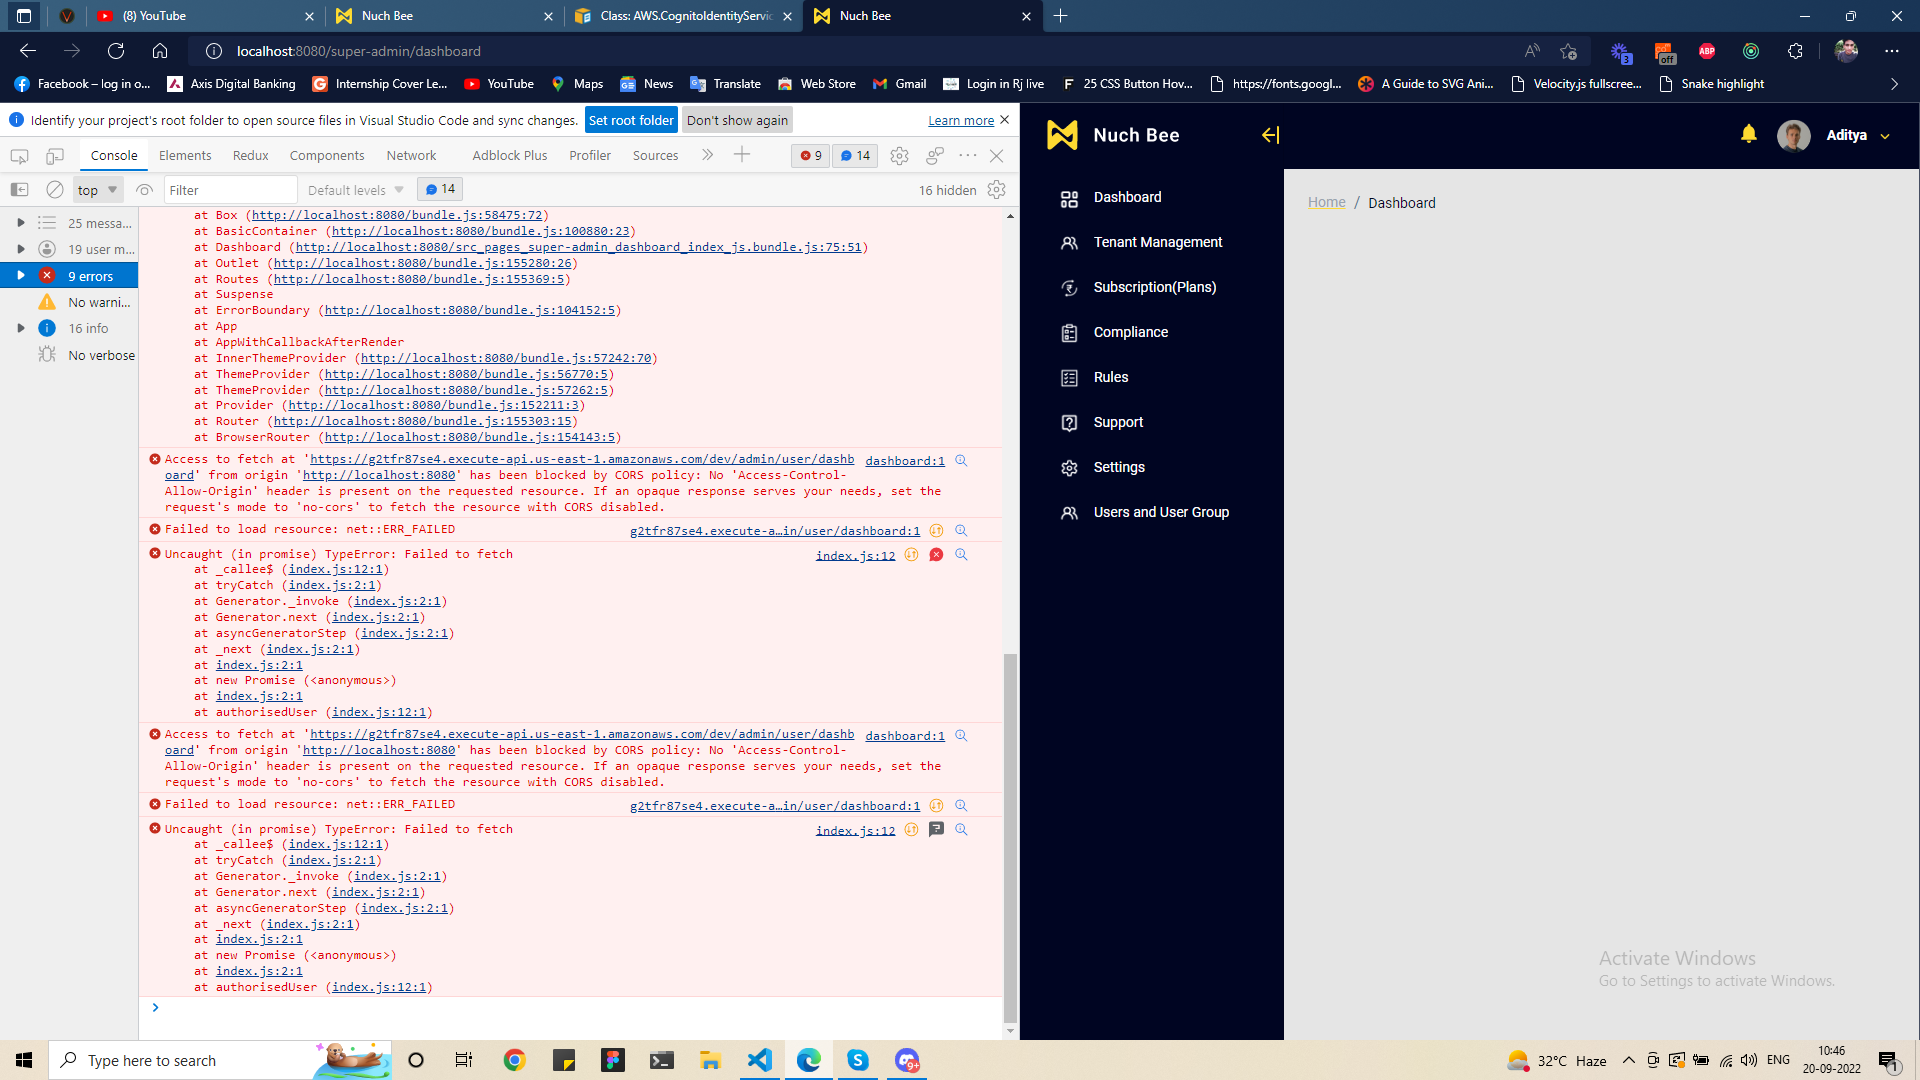 (8) YouTube
Nuch Bee
Class: AWS.CognitoIdentityServic
Nuch Bee
localhost:8080/super-admin/dashboard
3
off
ABP
Facebook – log in o...
Axis Digital Banking
Internship Cover Le...
YouTube
Maps
News
Translate
Web Store
Gmail
Login in Rj live
25 CSS Button Hov...
https://fonts.googl...
A Guide to SVG Ani...
Velocity.js fullscree...
Snake highlight
Identify your project's root folder to open source files in Visual Studio Code and sync changes. Set root folder Don't show again Learn more
Console Elements Redux Components Network Adblock Plus Profiler Sources
9 14
top Filter Default levels 14 16 hidden
25 messa...
19 user m...
9 errors
No warni...
16 info
No verbose
at Box (http://localhost:8080/bundle.js:58475:72)
at BasicContainer (http://localhost:8080/bundle.js:100880:23)
at Dashboard (http://localhost:8080/src_pages_super-admin_dashboard_index_js.bundle.js:75:51)
at Outlet (http://localhost:8080/bundle.js:155280:26)
at Routes (http://localhost:8080/bundle.js:155369:5)
at Suspense
at ErrorBoundary (http://localhost:8080/bundle.js:104152:5)
at App
at AppWithCallbackAfterRender
at InnerThemeProvider (http://localhost:8080/bundle.js:57242:70)
at ThemeProvider (http://localhost:8080/bundle.js:56770:5)
at ThemeProvider (http://localhost:8080/bundle.js:57262:5)
at Provider (http://localhost:8080/bundle.js:152211:3)
at Router (http://localhost:8080/bundle.js:155303:15)
at BrowserRouter (http://localhost:8080/bundle.js:154143:5)
Access to fetch at 'https://g2tfr87se4.execute-api.us-east-1.amazonaws.com/dev/admin/user/dashb dashboard:1
oard' from origin 'http://localhost:8080' has been blocked by CORS policy: No 'Access-Control-
Allow-Origin' header is present on the requested resource. If an opaque response serves your needs, set the
request's mode to 'no-cors' to fetch the resource with CORS disabled.
Failed to load resource: net::ERR_FAILED g2tfr87se4.execute-a…in/user/dashboard:1
Uncaught (in promise) TypeError: Failed to fetch index.js:12
at _callee$ (index.js:12:1)
at tryCatch (index.js:2:1)
at Generator._invoke (index.js:2:1)
at Generator.next (index.js:2:1)
at asyncGeneratorStep (index.js:2:1)
at _next (index.js:2:1)
at index.js:2:1
at new Promise (<anonymous>)
at index.js:2:1
at authorisedUser (index.js:12:1)
Access to fetch at 'https://g2tfr87se4.execute-api.us-east-1.amazonaws.com/dev/admin/user/dashb dashboard:1
oard' from origin 'http://localhost:8080' has been blocked by CORS policy: No 'Access-Control-
Allow-Origin' header is present on the requested resource. If an opaque response serves your needs, set the
request's mode to 'no-cors' to fetch the resource with CORS disabled.
Failed to load resource: net::ERR_FAILED g2tfr87se4.execute-a…in/user/dashboard:1
Uncaught (in promise) TypeError: Failed to fetch index.js:12
at _callee$ (index.js:12:1)
at tryCatch (index.js:2:1)
at Generator._invoke (index.js:2:1)
at Generator.next (index.js:2:1)
at asyncGeneratorStep (index.js:2:1)
at _next (index.js:2:1)
at index.js:2:1
at new Promise (<anonymous>)
at index.js:2:1
at authorisedUser (index.js:12:1)
Nuch Bee
Aditya
Dashboard
Tenant Management
Subscription(Plans)
Compliance
Rules
Support
Settings
Users and User Group
Home / Dashboard
Activate Windows
Go to Settings to activate Windows.
Type here to search
9+
32°C Haze
ENG
10:46
20-09-2022
1